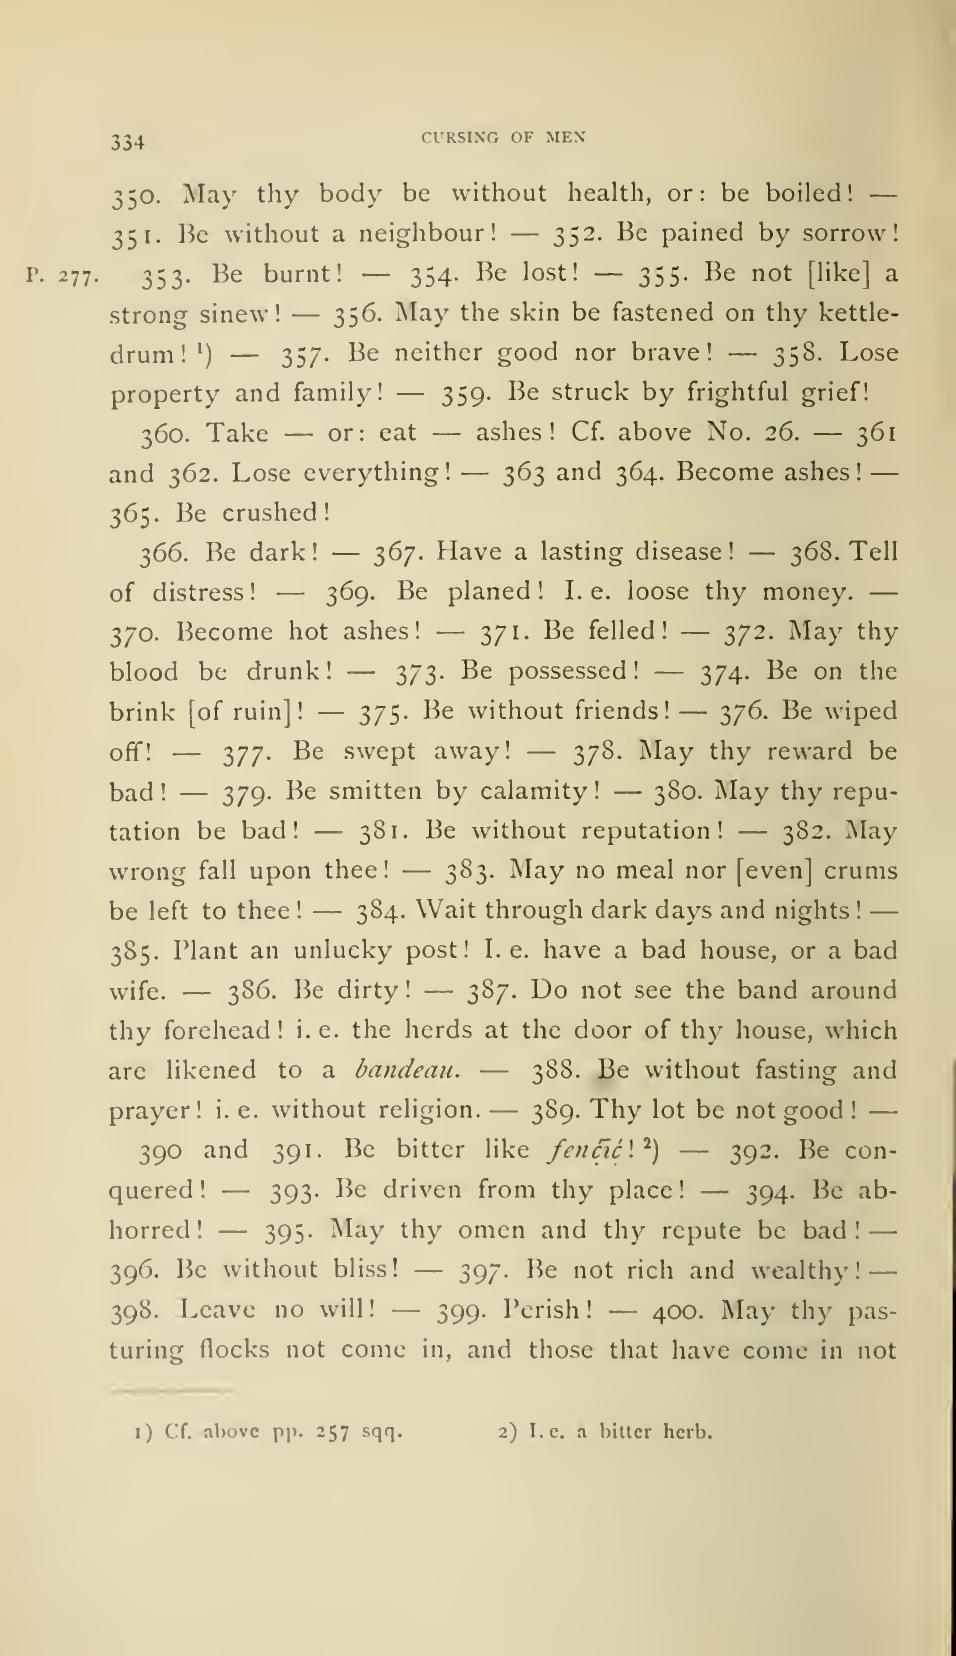 334 CURSING OF MEN
350. May thy body be without health, or: be boiled! —
351. Be without a neighbour! — 352. Be pained by sorrow!
P. 277. 353. Be burnt! — 354. Be lost! — 355. Be not [like] a
strong sinew! — 356. May the skin be fastened on thy kettle-
drum! ¹) — 357. Be neither good nor brave! — 358. Lose
property and family! — 359. Be struck by frightful grief!
360. Take — or: eat — ashes! Cf. above No. 26. — 361
and 362. Lose everything! — 363 and 364. Become ashes! —
365. Be crushed!
366. Be dark! — 367. Have a lasting disease! — 368. Tell
of distress! — 369. Be planed! I. e. loose thy money. —
370. Become hot ashes! — 371. Be felled! — 372. May thy
blood be drunk! — 373. Be possessed! — 374. Be on the
brink [of ruin]! — 375. Be without friends! — 376. Be wiped
off! — 377. Be swept away! — 378. May thy reward be
bad! — 379. Be smitten by calamity! — 380. May thy repu-
tation be bad! — 381. Be without reputation! — 382. May
wrong fall upon thee! — 383. May no meal nor [even] crums
be left to thee! — 384. Wait through dark days and nights! —
385. Plant an unlucky post! I. e. have a bad house, or a bad
wife. — 386. Be dirty! — 387. Do not see the band around
thy forehead! i. e. the herds at the door of thy house, which
are likened to a bandeau. — 388. Be without fasting and
prayer! i. e. without religion. — 389. Thy lot be not good! —
390 and 391. Be bitter like fenčič! ²) — 392. Be con-
quered! — 393. Be driven from thy place! — 394. Be ab-
horred! — 395. May thy omen and thy repute be bad! —
396. Be without bliss! — 397. Be not rich and wealthy! —
398. Leave no will! — 399. Perish! — 400. May thy pas-
turing flocks not come in, and those that have come in not
1) Cf. above pp. 257 sqq. 2) I. e. a bitter herb.